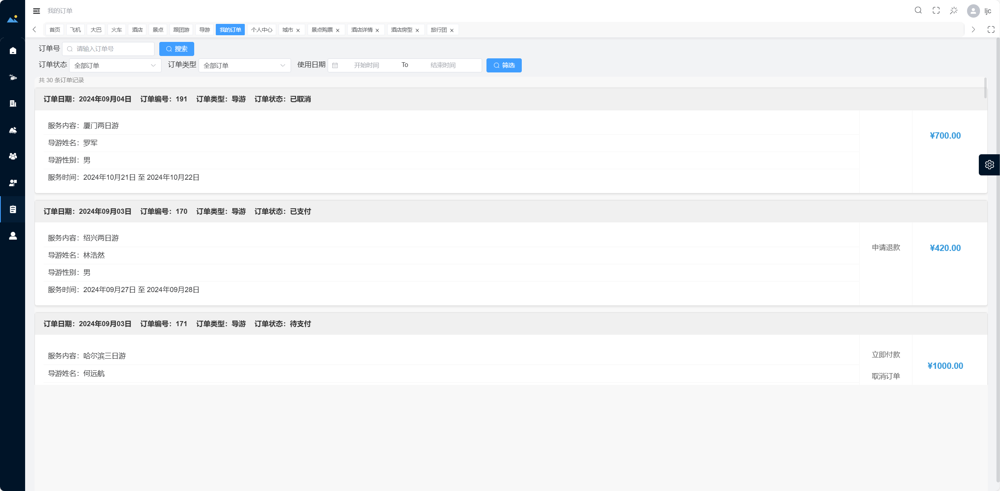 我的订单
ljc
首页 飞机 大巴 火车 酒店 景点 跟团游 导游 我的订单 个人中心 城市 景点购票 酒店详情 酒店房型 旅行团
订单号 请输入订单号 搜索
订单状态 全部订单 订单类型 全部订单 使用日期 开始时间 To 结束时间 筛选
共 30 条订单记录
订单日期：2024年09月04日 订单编号：191 订单类型：导游 订单状态：已取消
服务内容：厦门两日游
¥700.00
导游姓名：罗军
导游性别：男
服务时间：2024年10月21日 至 2024年10月22日
订单日期：2024年09月03日 订单编号：170 订单类型：导游 订单状态：已支付
服务内容：绍兴两日游
申请退款 ¥420.00
导游姓名：林浩然
导游性别：男
服务时间：2024年09月27日 至 2024年09月28日
订单日期：2024年09月03日 订单编号：171 订单类型：导游 订单状态：待支付
服务内容：哈尔滨三日游
立即付款
¥1000.00
导游姓名：何远航
取消订单